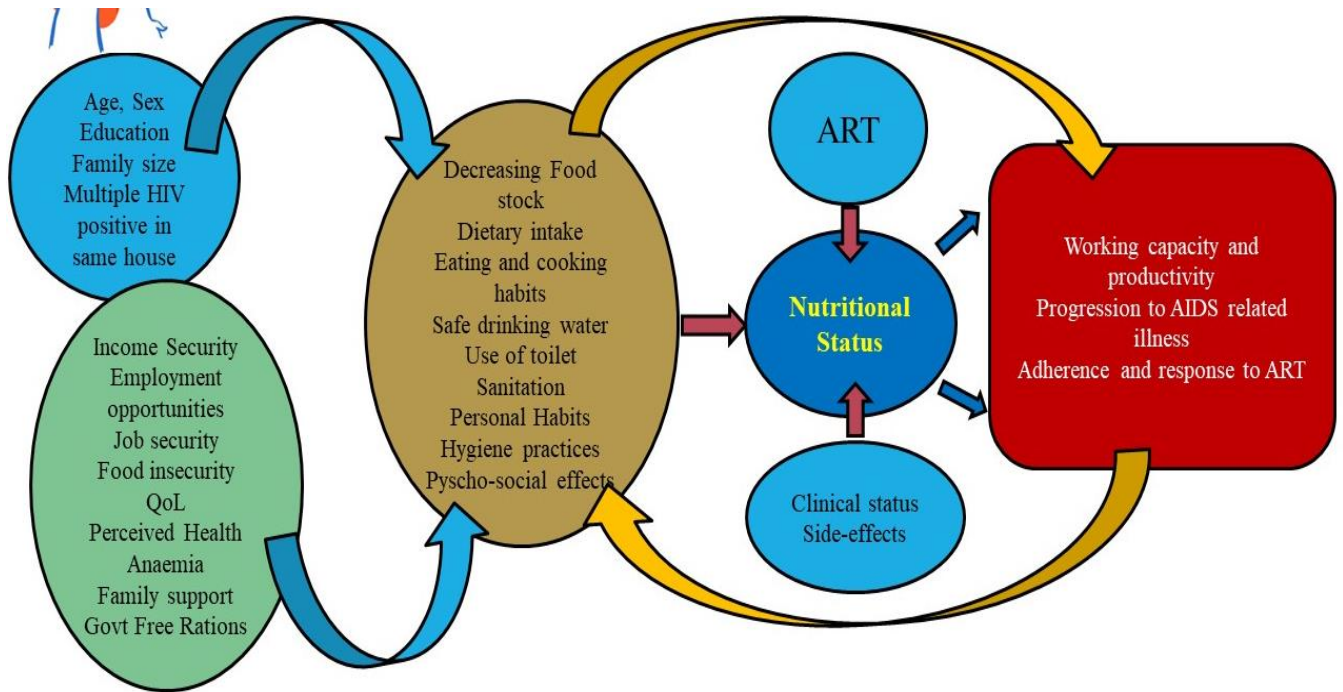 Age, Sex
Education
Family size
Multiple HIV
positive in
same house
Income Security
Employment
opportunities
Job security
Food insecurity
QoL
Perceived Health
Anaemia
Family support
Govt Free Rations
Decreasing Food
stock
Dietary intake
Eating and cooking
habits
Safe drinking water
Use of toilet
Sanitation
Personal Habits
Hygiene practices
Pyscho-social effects
ART
Nutritional
Status
Clinical status
Side-effects
Working capacity and
productivity
Progression to AIDS related
illness
Adherence and response to ART